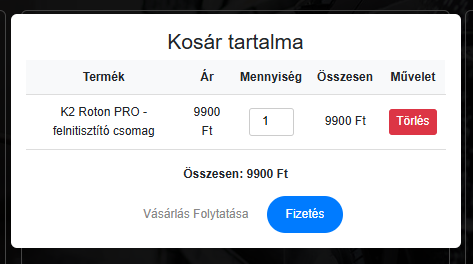 Kosár tartalma
Termék Ár Mennyiség Összesen Művelet
K2 Roton PRO - 9900
felnitisztító csomag Ft 1 9900 Ft Törlés
Összesen: 9900 Ft
Vásárlás Folytatása Fizetés